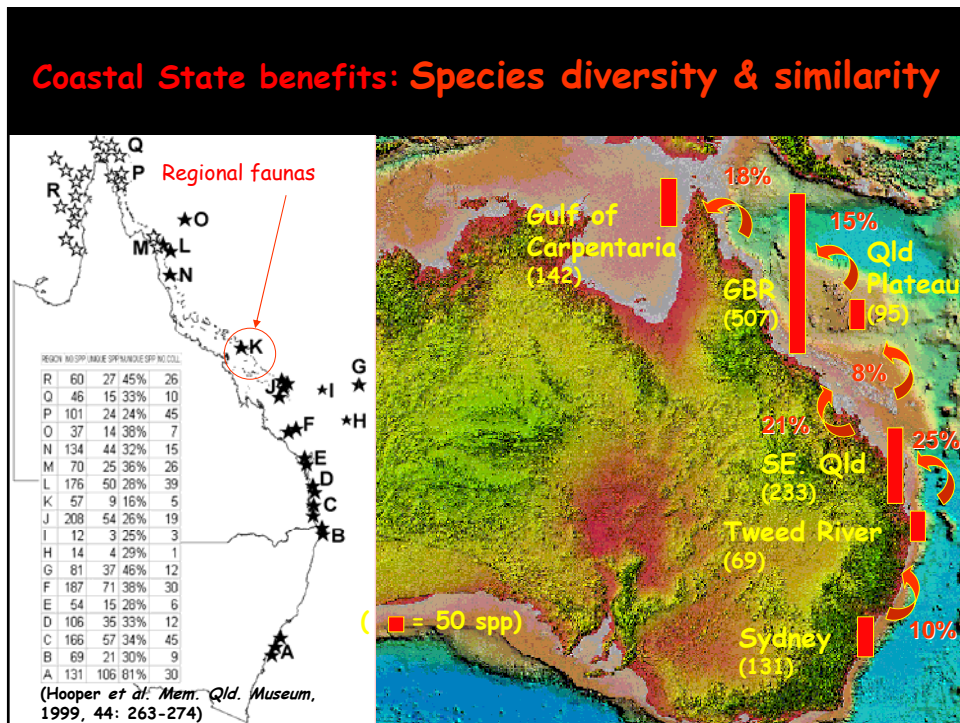 Coastal State benefits: Species diversity & similarity
Regional faunas
Q
P
R
O
M
L
N
K
G
J
I
H
F
E
D
C
B
A
REGION NO.SPP UNIQUE SPP %UNIQUE SPP NO.COLL.
R 60 27 45% 26
Q 46 15 33% 10
P 101 24 24% 45
O 37 14 38% 7
N 134 44 32% 15
M 70 25 36% 26
L 176 50 28% 39
K 57 9 16% 5
J 208 54 26% 19
I 12 3 25% 3
H 14 4 29% 1
G 81 37 46% 12
F 187 71 38% 30
E 54 15 28% 6
D 106 35 33% 12
C 166 57 34% 45
B 69 21 30% 9
A 131 106 81% 30
(Hooper et al. Mem. Qld. Museum,
1999, 44: 263-274)
18%
Gulf of
Carpentaria
(142)
15%
Qld
Plateau
(95)
GBR
(507)
8%
21%
25%
SE. Qld
(233)
Tweed River
(69)
( = 50 spp)
10%
Sydney
(131)